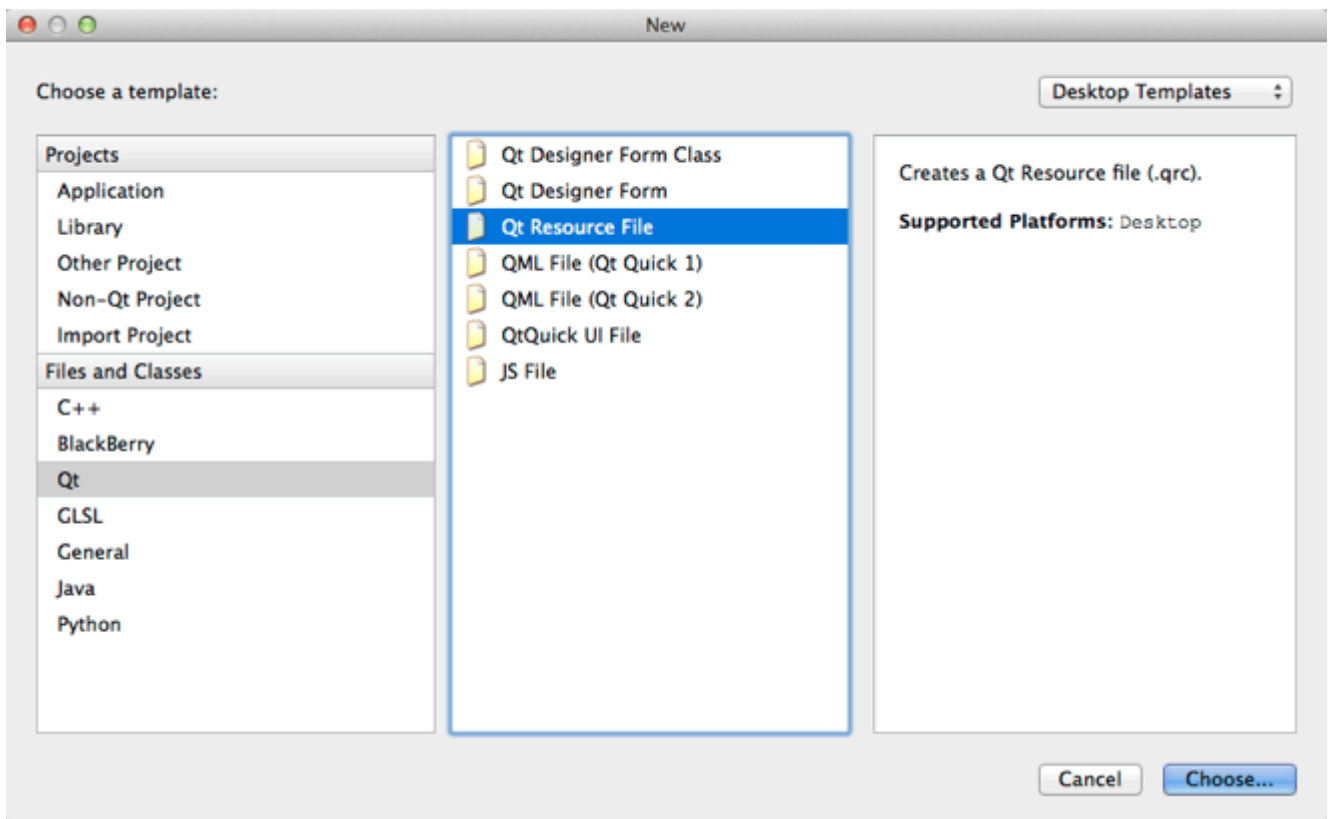 New
Choose a template:
Desktop Templates
Projects
Application
Library
Other Project
Non-Qt Project
Import Project
Files and Classes
C++
BlackBerry
Qt
GLSL
General
Java
Python
Qt Designer Form Class
Qt Designer Form
Qt Resource File
QML File (Qt Quick 1)
QML File (Qt Quick 2)
QtQuick UI File
JS File
Creates a Qt Resource file (.qrc).
Supported Platforms: Desktop
Cancel
Choose...